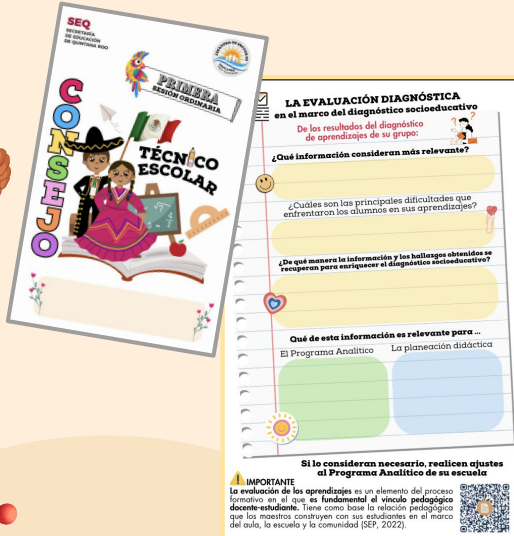 SEQ
SECRETARÍA
DE EDUCACIÓN
DE QUINTANA ROO
PRIMERA
SESIÓN ORDINARIA
CONSEJO
TÉCNICO
ESCOLAR
LA EVALUACIÓN DIAGNÓSTICA
en el marco del diagnóstico socioeducativo
De los resultados del diagnóstico
de aprendizajes de su grupo:
¿Qué información consideran más relevante?
¿Cuáles son las principales dificultades que
enfrentaron los alumnos en sus aprendizajes?
¿De qué manera la información y los hallazgos obtenidos se
recuperan para enriquecer el diagnóstico socioeducativo?
Qué de esta información es relevante para ...
El Programa Analítico
La planeación didáctica
Si lo consideran necesario, realicen ajustes
al Programa Analítico de su escuela
IMPORTANTE
La evaluación de los aprendizajes es un elemento del proceso
formativo en el que es fundamental el vínculo pedagógico
docente-estudiante. Tiene como base la relación pedagógica
que los maestros construyen con sus estudiantes en el marco
del aula, la escuela y la comunidad (SEP, 2022).